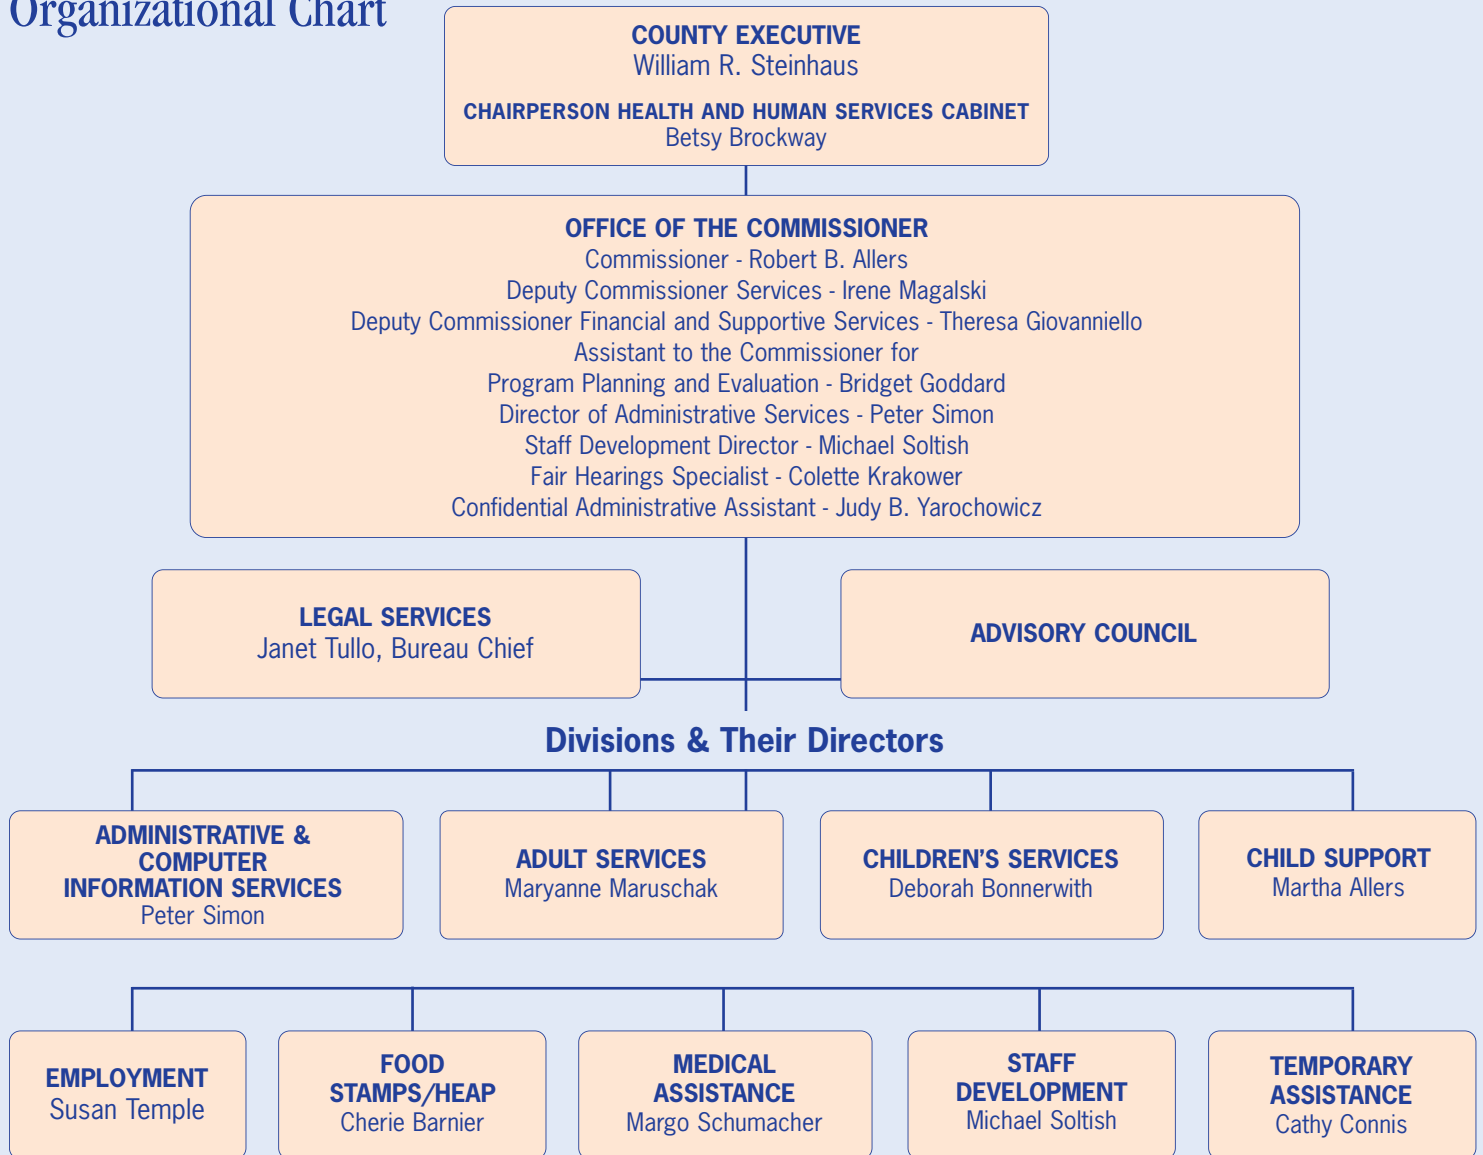 Organizational Chart
COUNTY EXECUTIVE
William R. Steinhaus
CHAIRPERSON HEALTH AND HUMAN SERVICES CABINET
Betsy Brockway
OFFICE OF THE COMMISSIONER
Commissioner - Robert B. Allers
Deputy Commissioner Services - Irene Magalski
Deputy Commissioner Financial and Supportive Services - Theresa Giovanniello
Assistant to the Commissioner for
Program Planning and Evaluation - Bridget Goddard
Director of Administrative Services - Peter Simon
Staff Development Director - Michael Soltish
Fair Hearings Specialist - Colette Krakower
Confidential Administrative Assistant - Judy B. Yarochowicz
LEGAL SERVICES
Janet Tullo, Bureau Chief
ADVISORY COUNCIL
Divisions & Their Directors
ADMINISTRATIVE &
COMPUTER
INFORMATION SERVICES
Peter Simon
ADULT SERVICES
Maryanne Maruschak
CHILDREN'S SERVICES
Deborah Bonnerwith
CHILD SUPPORT
Martha Allers
EMPLOYMENT
Susan Temple
FOOD
STAMPS/HEAP
Cherie Barnier
MEDICAL
ASSISTANCE
Margo Schumacher
STAFF
DEVELOPMENT
Michael Soltish
TEMPORARY
ASSISTANCE
Cathy Connis